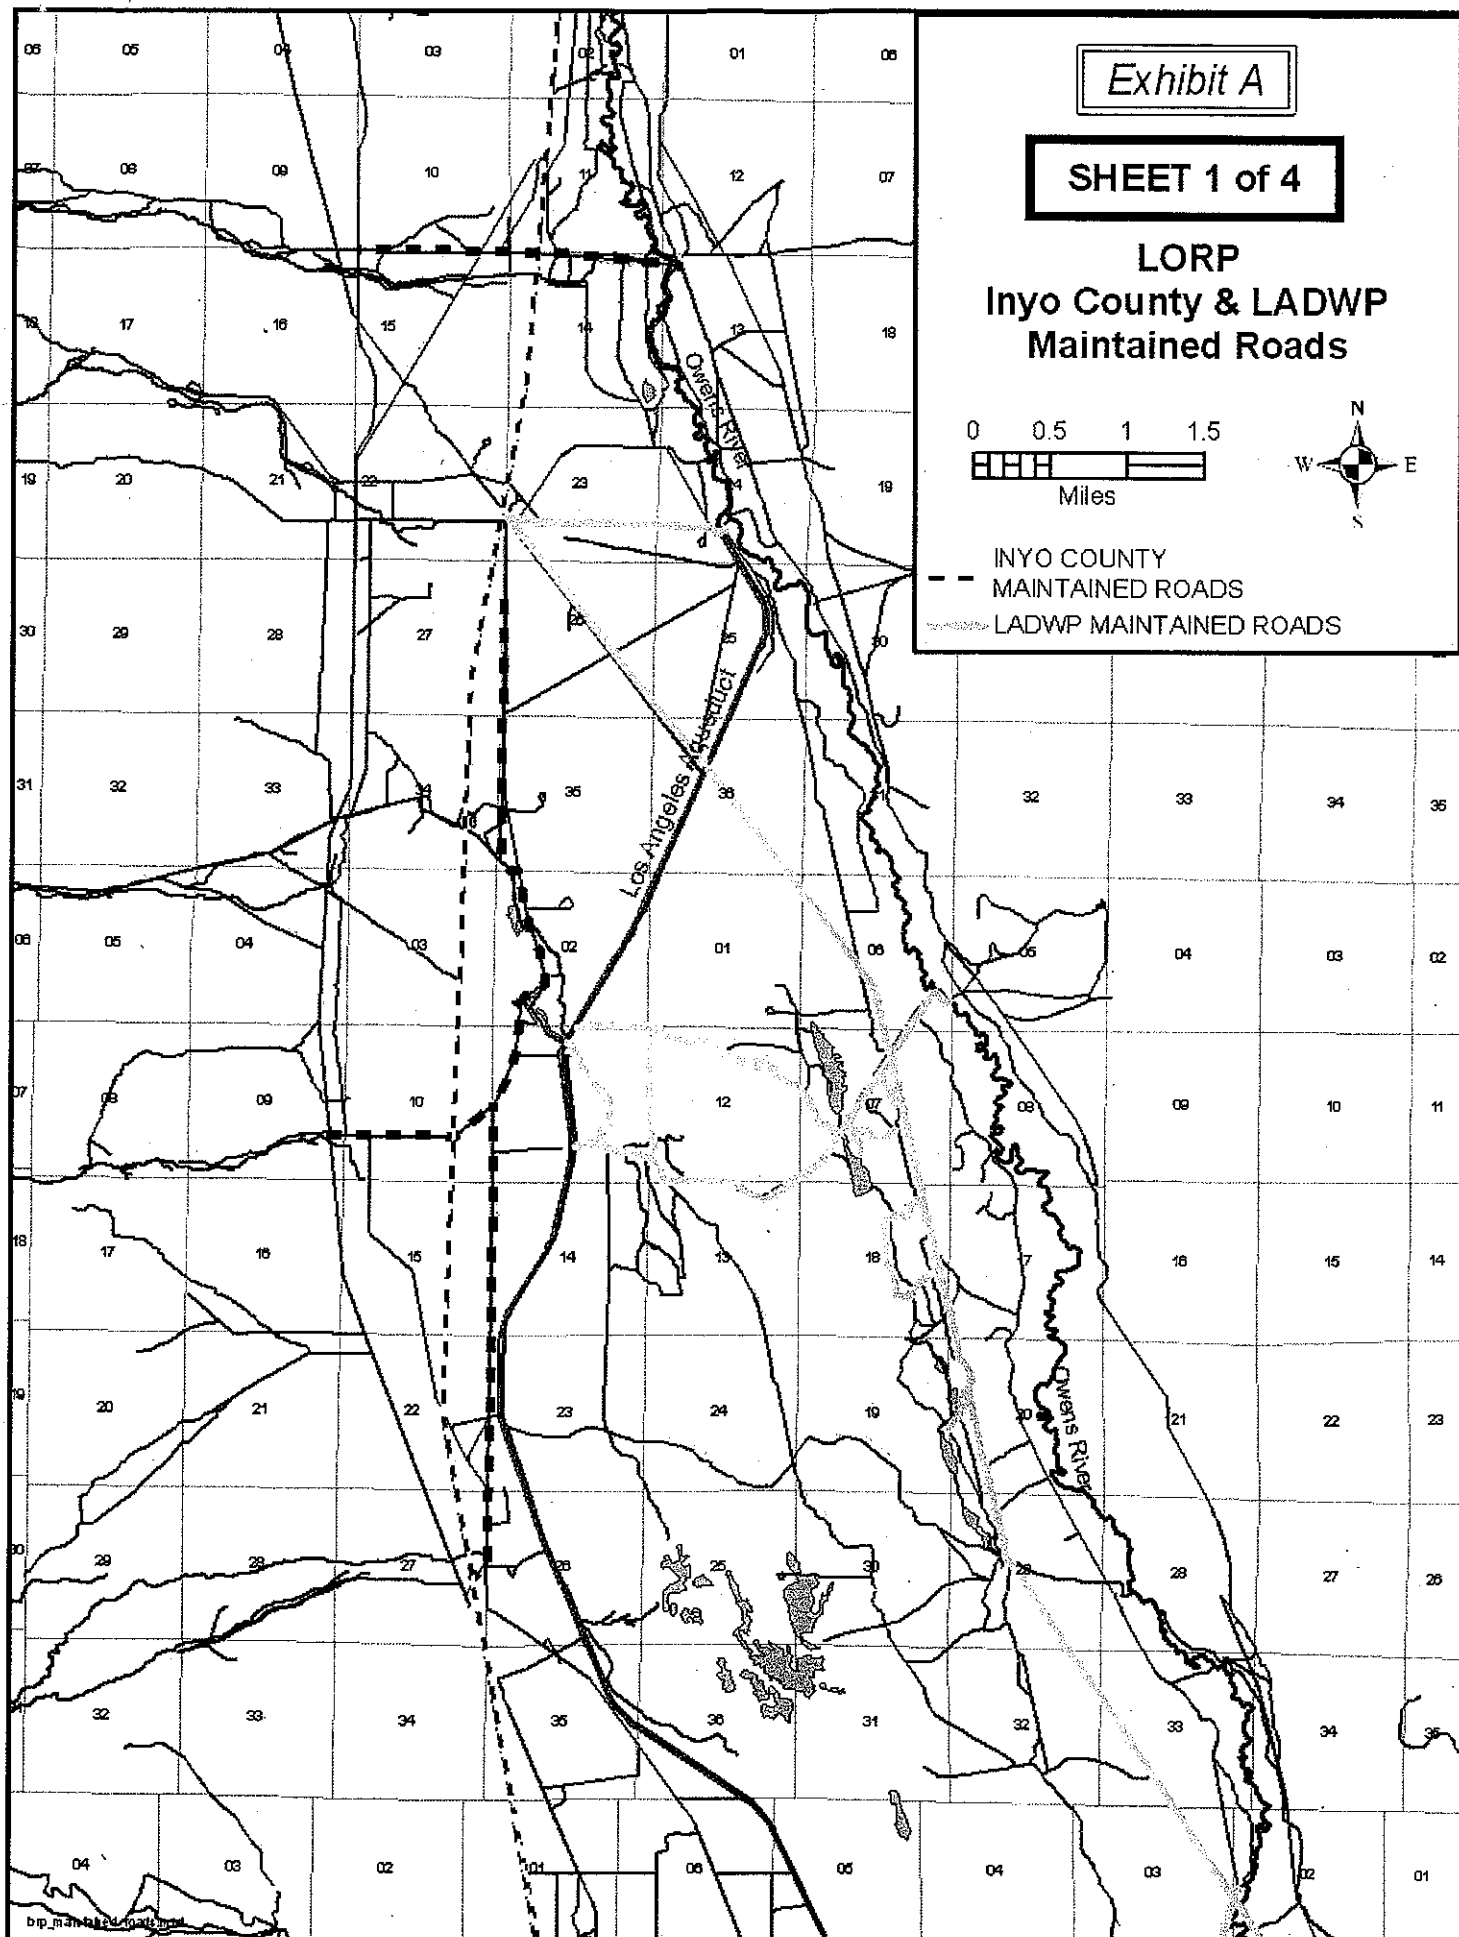 Exhibit A
SHEET 1 of 4
LORP
Inyo County & LADWP
Maintained Roads
0 0.5 1 1.5
Miles
N
W E
S
INYO COUNTY
MAINTAINED ROADS
LADWP MAINTAINED ROADS
06 05 04 03 02 01 06
07 08 09 10 11 12 07
18 17 16 15 14 13 18
Owens River
19 20 21 22 23 24 19
30 29 28 27 26 25 30
Los Angeles Aqueduct
31 32 33 34 35 36 31 32 33 34 35
06 05 04 03 02 01 06 05 04 03 02
07 08 09 10 12 07 08 09 10 11
18 17 16 15 14 13 18 17 16 15 14
19 20 21 22 23 24 19 20 21 22 23
Owens River
30 29 28 27 26 25 30 29 28 27 26
32 33 34 35 36 31 32 33 34 35
04 03 02 01 06 05 04 03 02 01